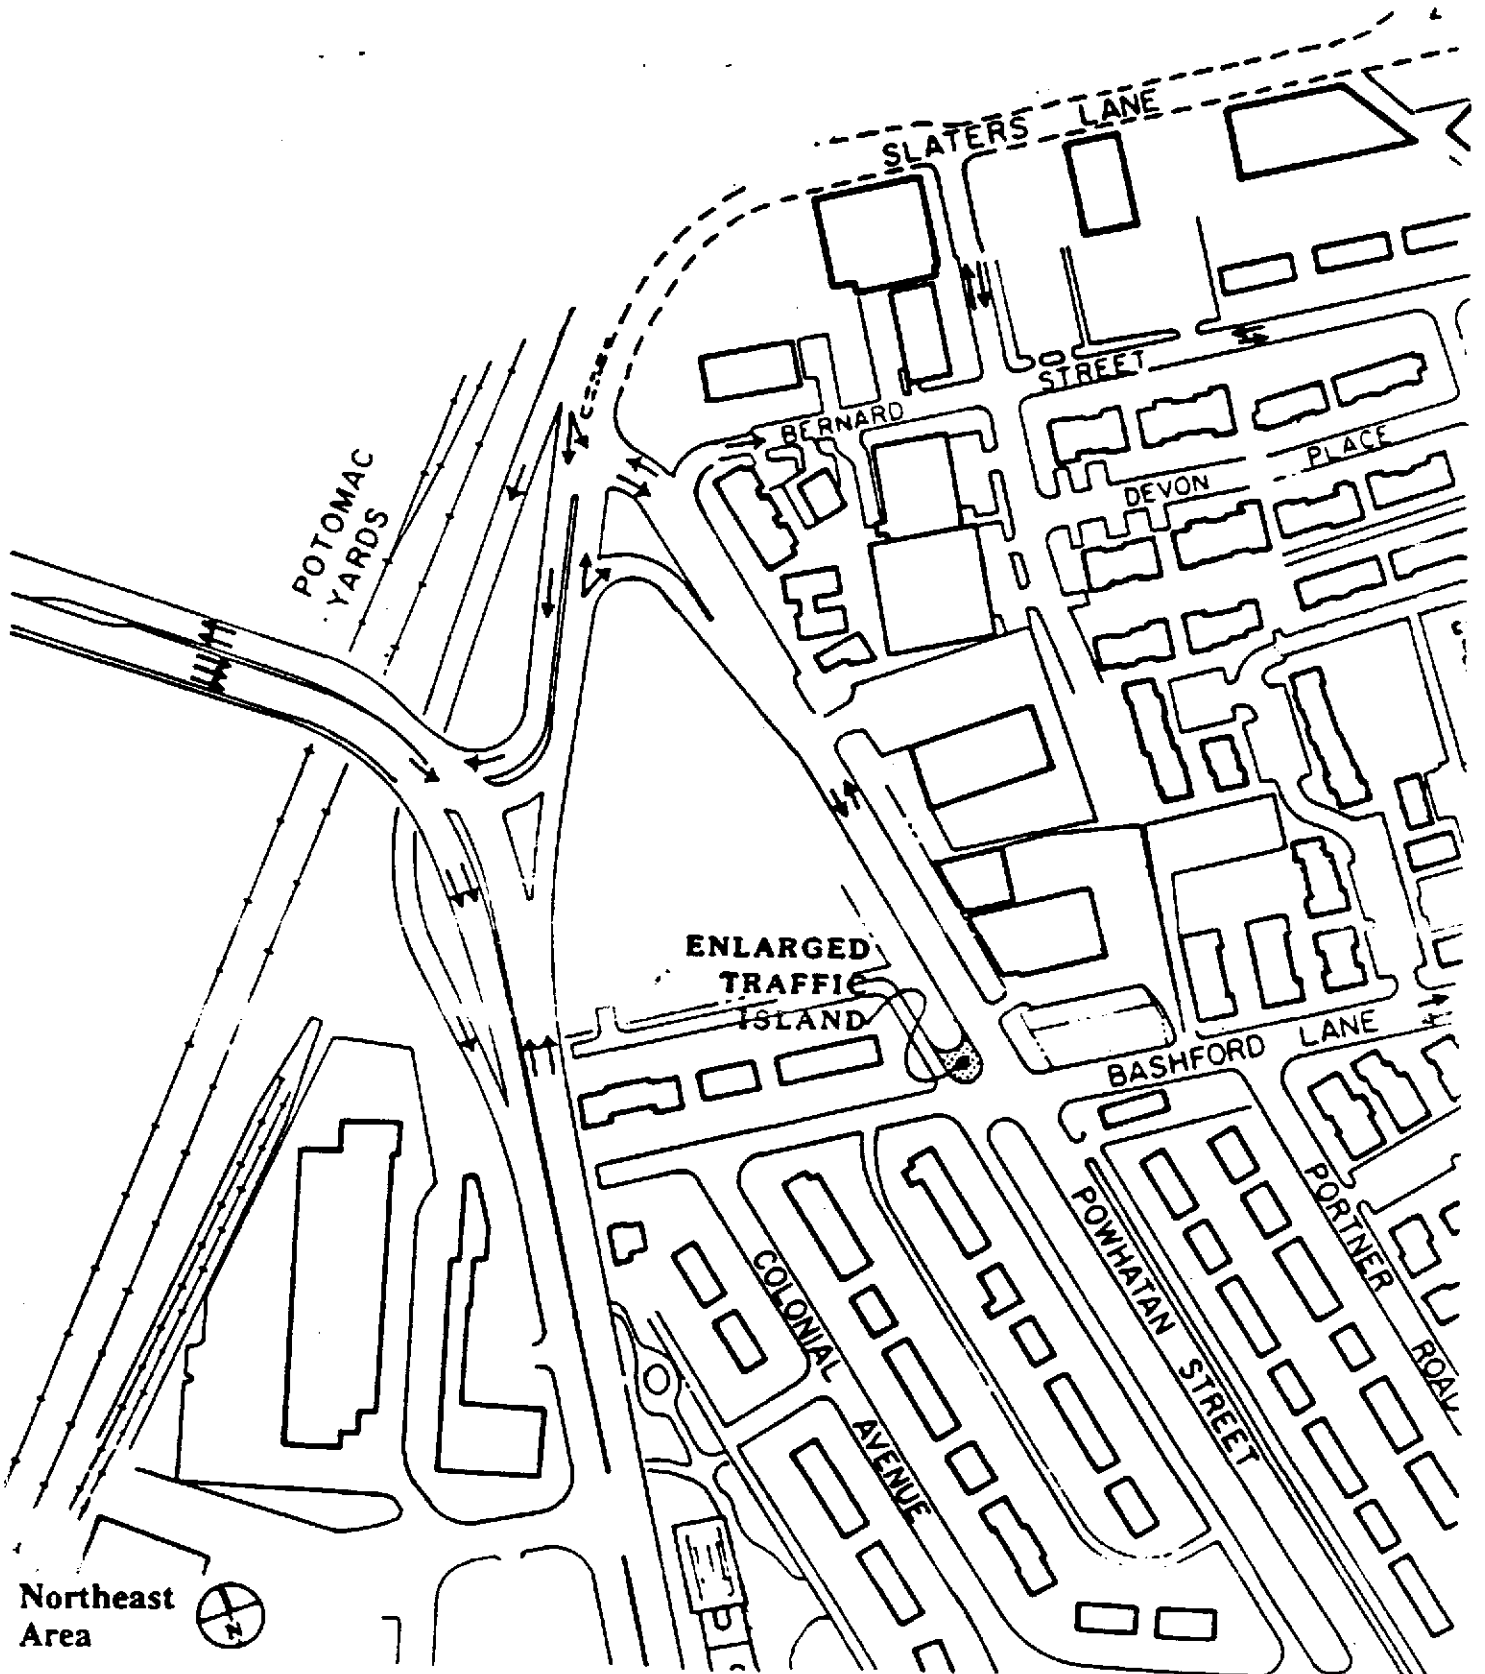 SLATERS LANE
STREET
BERNARD
PLACE
DEVON
POTOMAC
YARDS
ENLARGED
TRAFFIC
ISLAND
BASHFORD LANE
POWHATAN STREET
PORTNER ROAD
COLONIAL
AVENUE
Northeast
Area
N